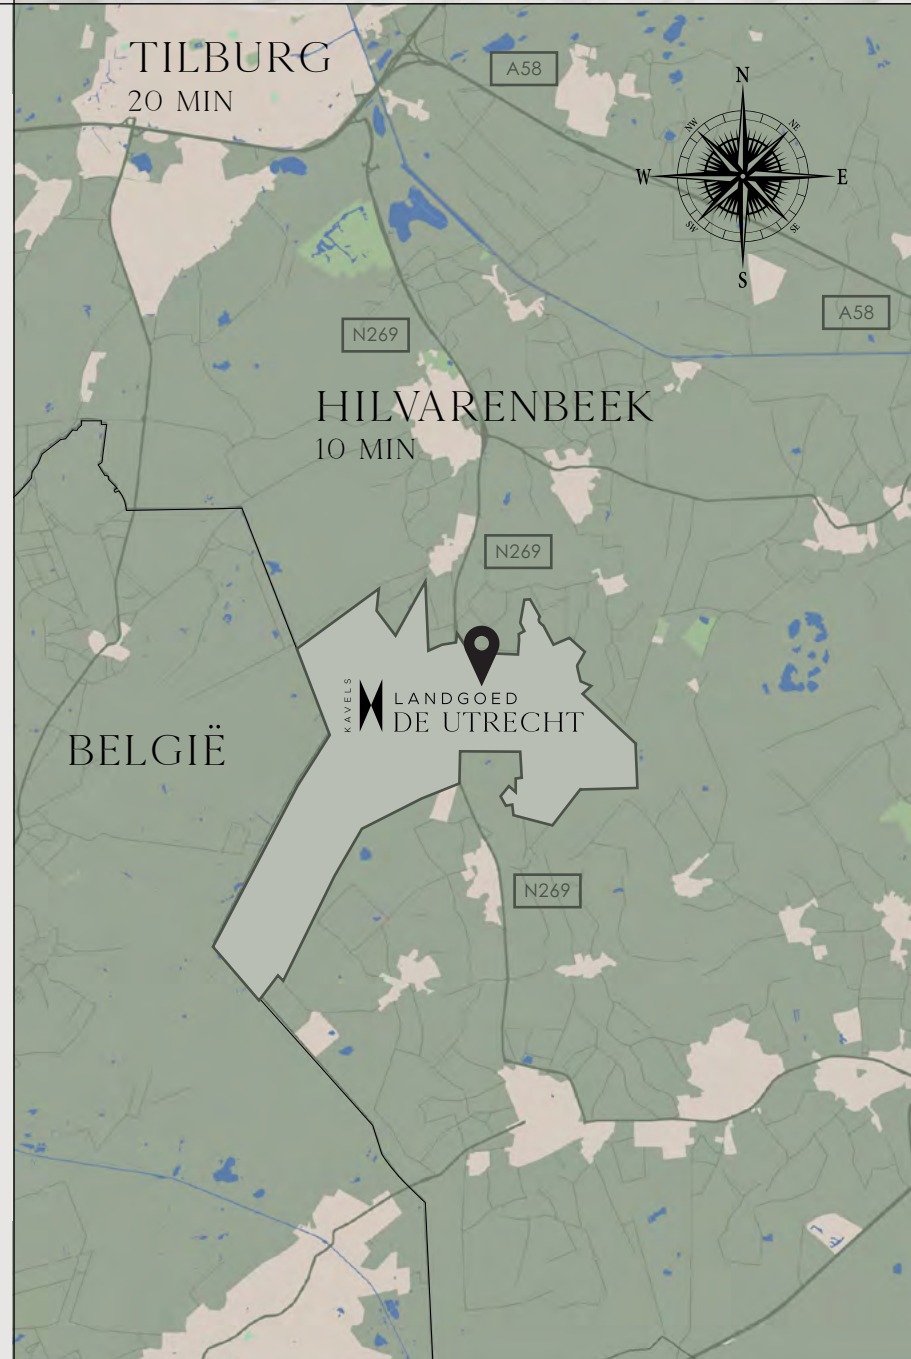 TILBURG
20 MIN
A58
N
NW
NE
W
E
SW
SE
S
A58
N269
HILVARENBEEK
10 MIN
N269
KAVELS
LANDGOED
DE UTRECHT
BELGIË
N269